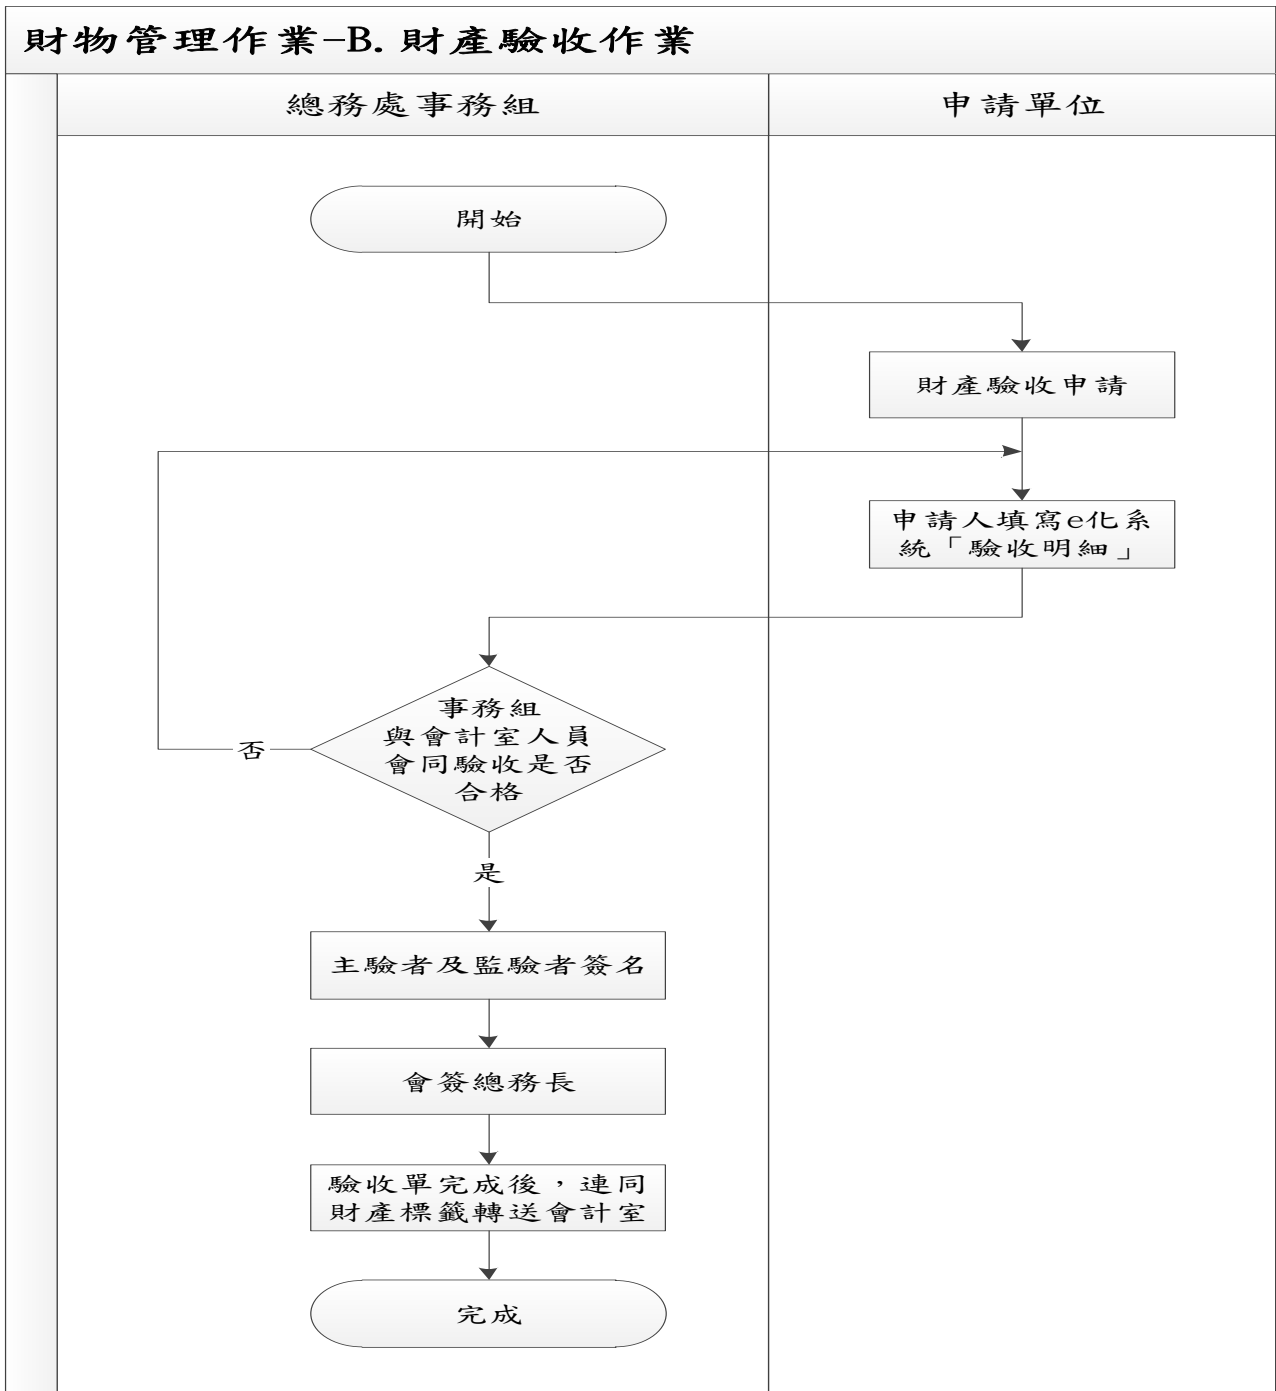 財物管理作業-B.財產驗收作業
總務處事務組
申請單位
開始
財產驗收申請
申請人填寫e化系
統「驗收明細」
事務組
與會計室人員
會同驗收是否
合格
否
是
主驗者及監驗者簽名
會簽總務長
驗收單完成後，連同
財產標籤轉送會計室
完成